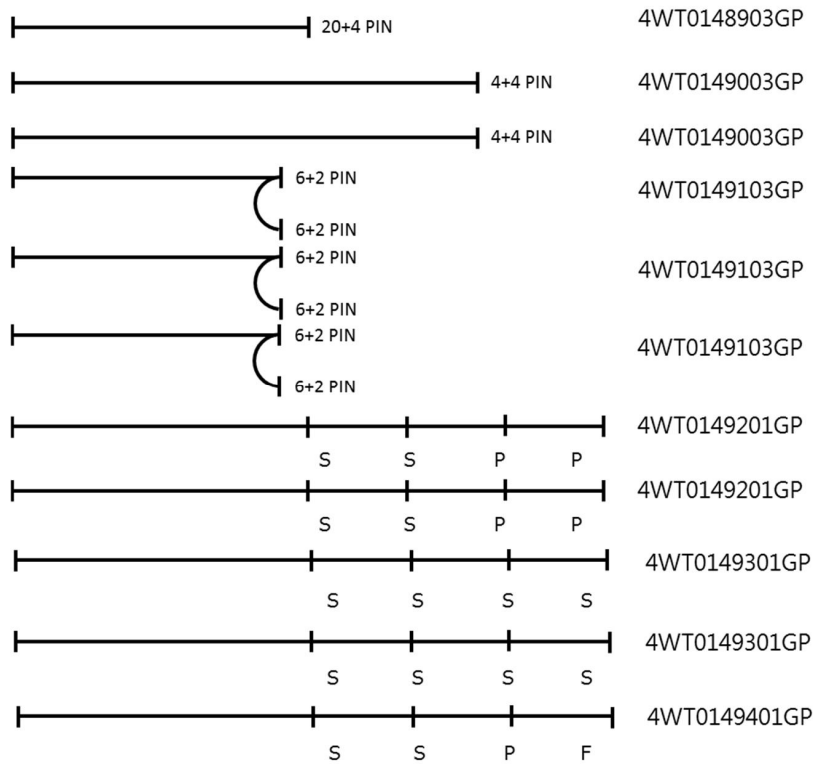 20+4 PIN 4WT0148903GP
4+4 PIN 4WT0149003GP
4+4 PIN 4WT0149003GP
6+2 PIN 4WT0149103GP
6+2 PIN
6+2 PIN 4WT0149103GP
6+2 PIN
6+2 PIN 4WT0149103GP
6+2 PIN
4WT0149201GP
S S P P
4WT0149201GP
S S P P
4WT0149301GP
S S S S
4WT0149301GP
S S S S
4WT0149401GP
S S P F